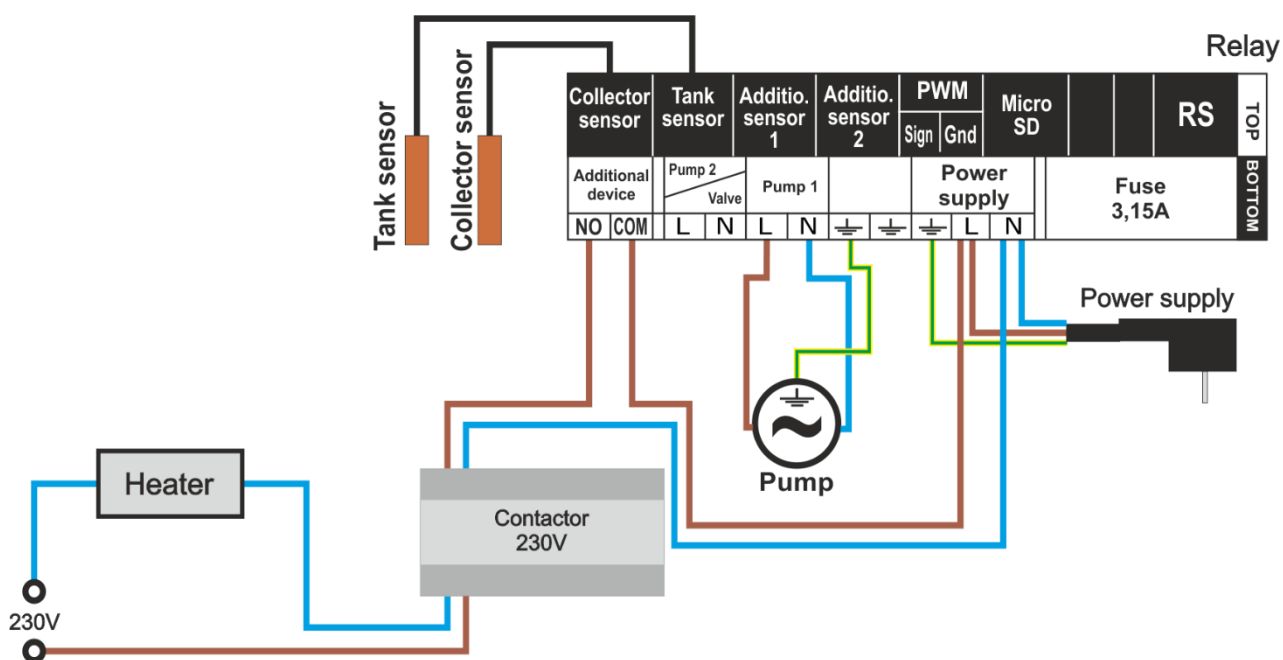 Relay
Tank sensor
Collector sensor
Collector
sensor
Tank
sensor
Additio.
sensor
1
Additio.
sensor
2
PWM
Sign Gnd
Micro
SD
RS
TOP
Additional
device
Pump 2
Valve
Pump 1
Power
supply
Fuse
3,15A
BOTTOM
NO COM L N L N L N
Power supply
Pump
Heater
Contactor
230V
230V